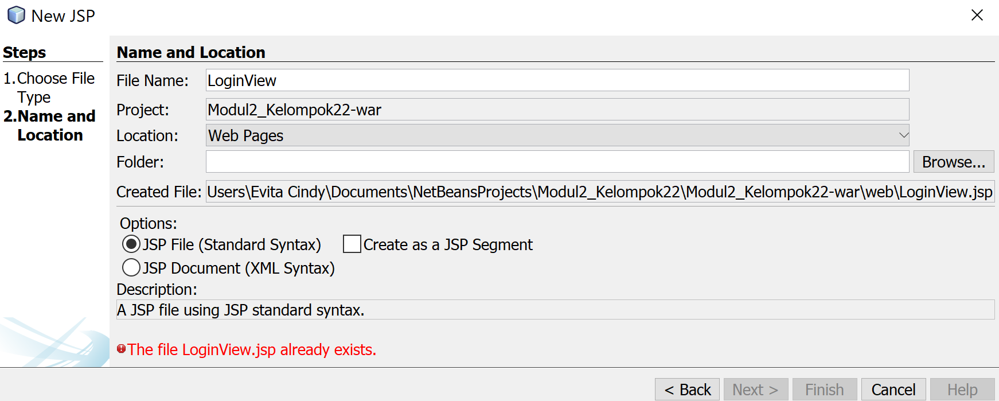 New JSP
Steps
1.Choose File
Type
2.Name and
Location
Name and Location
File Name: LoginView
Project: Modul2_Kelompok22-war
Location: Web Pages
Folder: Browse...
Created File: Users\Evita Cindy\Documents\NetBeansProjects\Modul2_Kelompok22\Modul2_Kelompok22-war\web\LoginView.jsp
Options:
JSP File (Standard Syntax) Create as a JSP Segment
JSP Document (XML Syntax)
Description:
A JSP file using JSP standard syntax.
The file LoginView.jsp already exists.
< Back Next > Finish Cancel Help